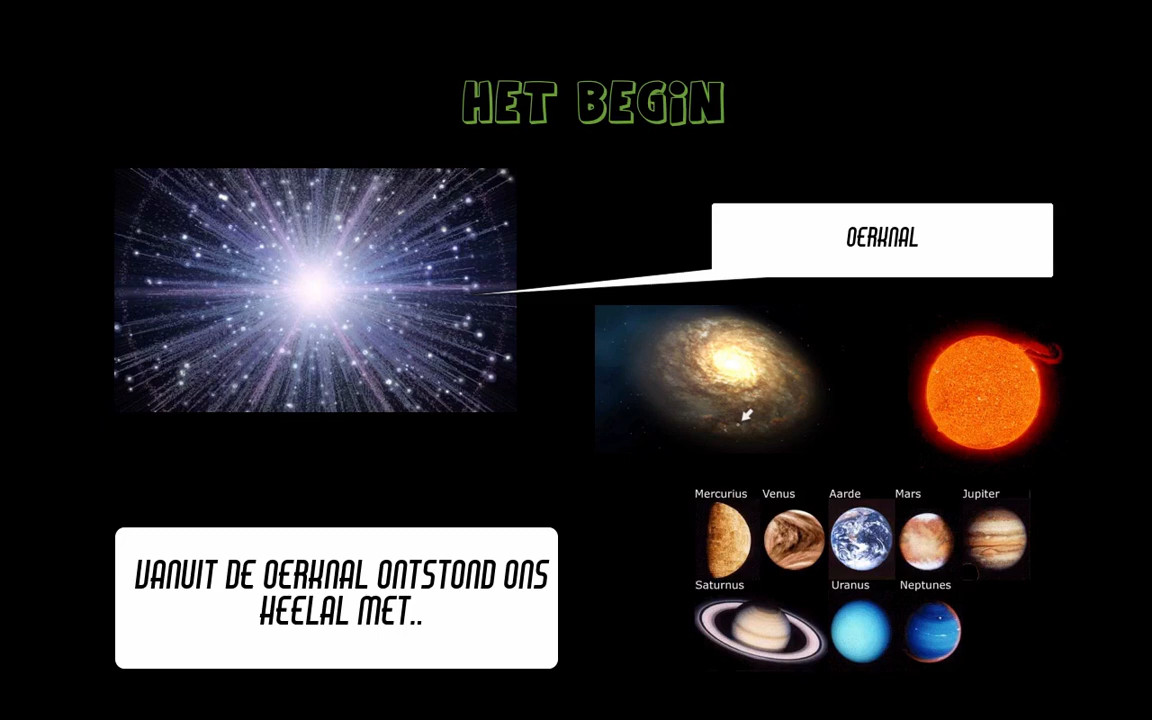 HET BEGiN
OERKNAL
Mercurius Venus Aarde Mars Jupiter
Saturnus Uranus Neptunes
VANUIT DE OERKNAL ONTSTOND ONS
HEELAL MET..